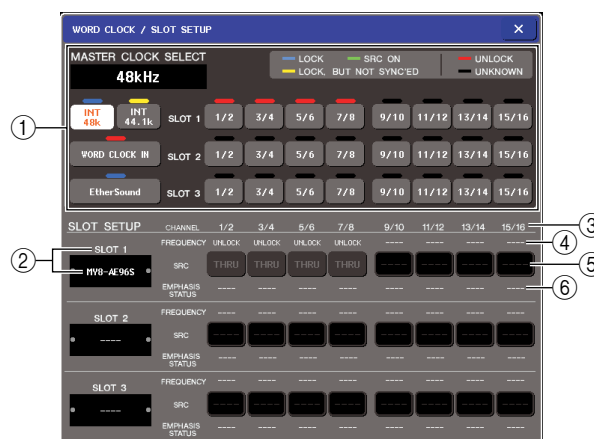 WORD CLOCK / SLOT SETUP ×
MASTER CLOCK SELECT
48kHz
LOCK SRC ON UNLOCK
LOCK, BUT NOT SYNC'ED UNKNOWN
INT 48k INT 44.1k SLOT 1 1/2 3/4 5/6 7/8 9/10 11/12 13/14 15/16
1
WORD CLOCK IN SLOT 2 1/2 3/4 5/6 7/8 9/10 11/12 13/14 15/16
EtherSound SLOT 3 1/2 3/4 5/6 7/8 9/10 11/12 13/14 15/16
SLOT SETUP CHANNEL 1/2 3/4 5/6 7/8 9/10 11/12 13/14 15/16 3
FREQUENCY UNLOCK UNLOCK UNLOCK UNLOCK ---- ---- ---- ---- 4
SLOT 1
2
MY8-AE96S SRC THRU THRU THRU THRU ---- ---- ---- ---- 5
EMPHASIS STATUS ---- ---- ---- ---- ---- ---- ---- ---- 6
SLOT 2 FREQUENCY ---- ---- ---- ---- ---- ---- ---- ----
---- SRC ---- ---- ---- ---- ---- ---- ---- ----
EMPHASIS STATUS ---- ---- ---- ---- ---- ---- ---- ----
SLOT 3 FREQUENCY ---- ---- ---- ---- ---- ---- ---- ----
---- SRC ---- ---- ---- ---- ---- ---- ---- ----
EMPHASIS STATUS ---- ---- ---- ---- ---- ---- ---- ----